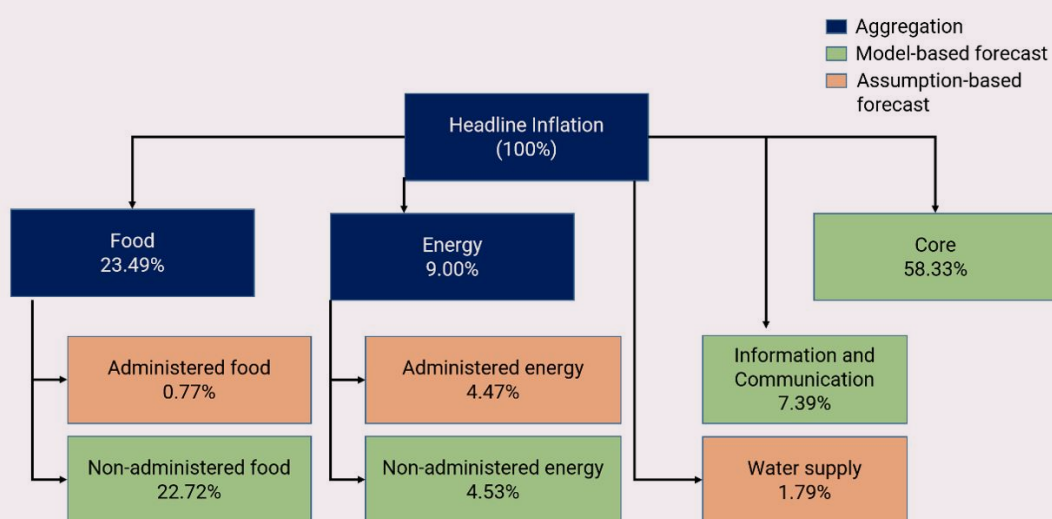 Aggregation
Model-based forecast
Assumption-based
forecast
Headline Inflation
(100%)
Food
23.49%
Energy
9.00%
Core
58.33%
Administered food
0.77%
Administered energy
4.47%
Information and
Communication
7.39%
Non-administered food
22.72%
Non-administered energy
4.53%
Water supply
1.79%